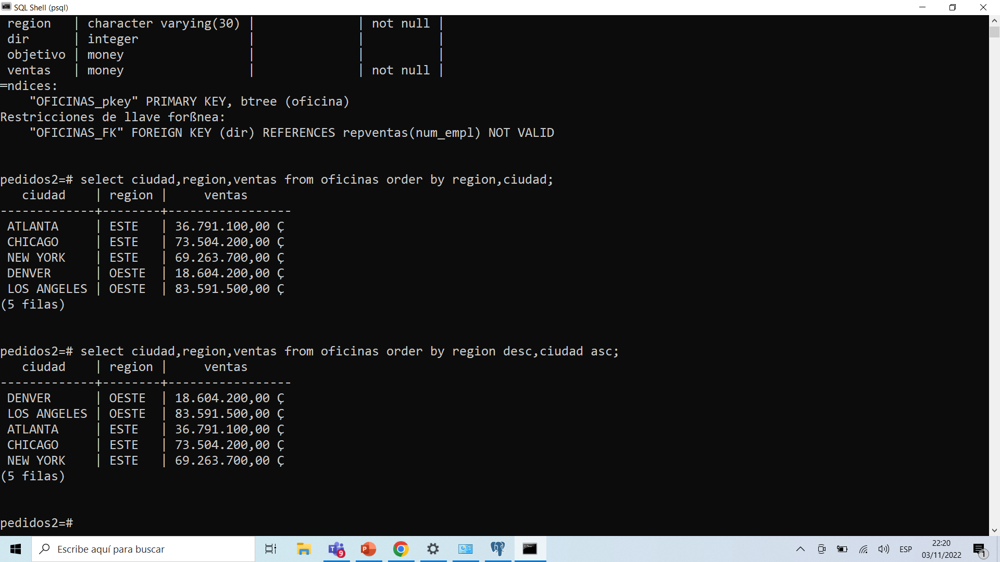 SQL Shell (psql)
 region   | character varying(30) |               | not null |
 dir      | integer               |               |          |
 objetivo | money                 |               |          |
 ventas   | money                 |               | not null |
═ndices:
    "OFICINAS_pkey" PRIMARY KEY, btree (oficina)
Restricciones de llave forßnea:
    "OFICINAS_FK" FOREIGN KEY (dir) REFERENCES repventas(num_empl) NOT VALID
pedidos2=# select ciudad,region,ventas from oficinas order by region,ciudad;
   ciudad    | region |     ventas
-------------+--------+-----------------
 ATLANTA     | ESTE   | 36.791.100,00 Ç
 CHICAGO     | ESTE   | 73.504.200,00 Ç
 NEW YORK    | ESTE   | 69.263.700,00 Ç
 DENVER      | OESTE  | 18.604.200,00 Ç
 LOS ANGELES | OESTE  | 83.591.500,00 Ç
(5 filas)
pedidos2=# select ciudad,region,ventas from oficinas order by region desc,ciudad asc;
   ciudad    | region |     ventas
-------------+--------+-----------------
 DENVER      | OESTE  | 18.604.200,00 Ç
 LOS ANGELES | OESTE  | 83.591.500,00 Ç
 ATLANTA     | ESTE   | 36.791.100,00 Ç
 CHICAGO     | ESTE   | 73.504.200,00 Ç
 NEW YORK    | ESTE   | 69.263.700,00 Ç
(5 filas)
pedidos2=#
Escribe aquí para buscar
9
ESP
22:20
03/11/2022
1